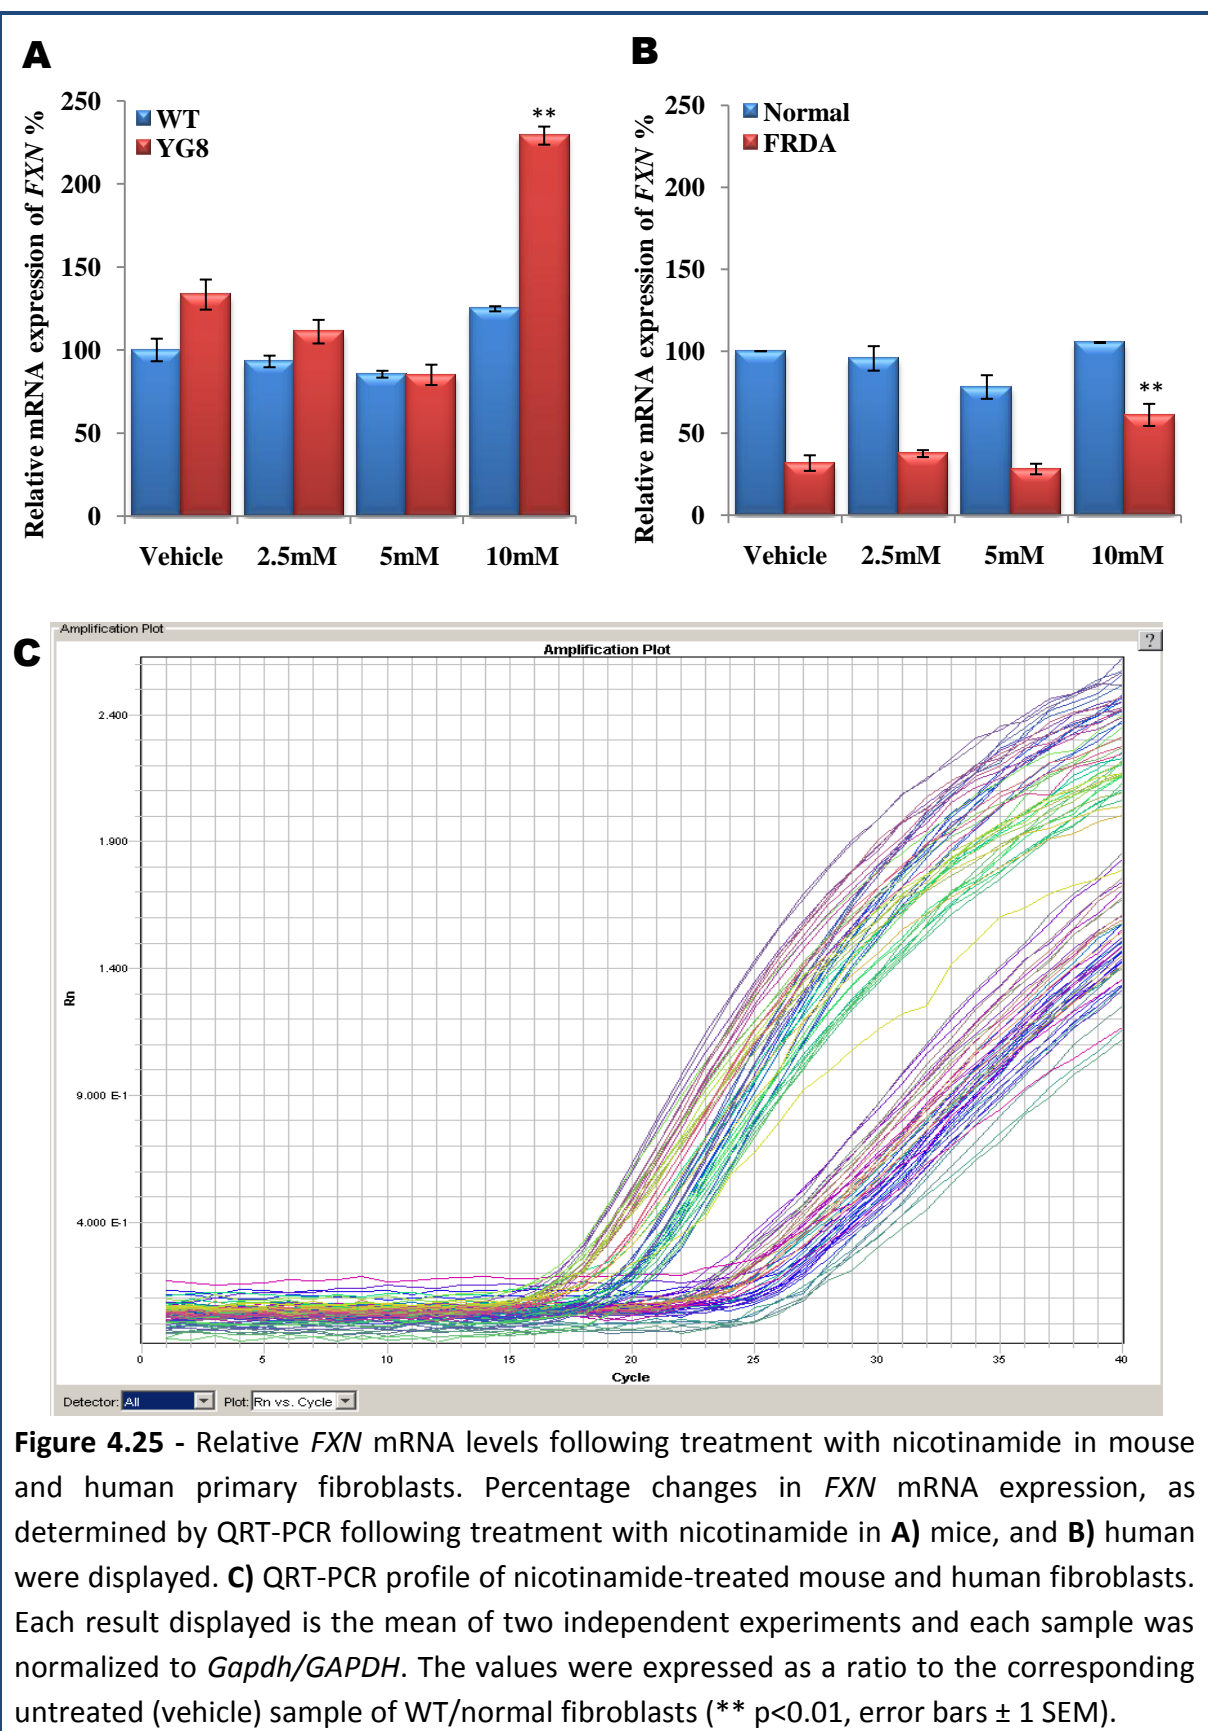 A
B
Relative mRNA expression of FXN %
250
200
150
100
50
0
WT
YG8
**
Vehicle 2.5mM 5mM 10mM
Relative mRNA expression of FXN %
250
200
150
100
50
0
Normal
FRDA
**
Vehicle 2.5mM 5mM 10mM
C
Amplification Plot
?
Amplification Plot
Rn
2.400
1.900
1.400
9.000 E-1
4.000 E-1
0 5 10 15 20 25 30 35 40
Cycle
Detector: All Plot: Rn vs. Cycle
Figure 4.25 - Relative FXN mRNA levels following treatment with nicotinamide in mouse
and human primary fibroblasts. Percentage changes in FXN mRNA expression, as
determined by QRT-PCR following treatment with nicotinamide in A) mice, and B) human
were displayed. C) QRT-PCR profile of nicotinamide-treated mouse and human fibroblasts.
Each result displayed is the mean of two independent experiments and each sample was
normalized to Gapdh/GAPDH. The values were expressed as a ratio to the corresponding
untreated (vehicle) sample of WT/normal fibroblasts (** p<0.01, error bars ± 1 SEM).